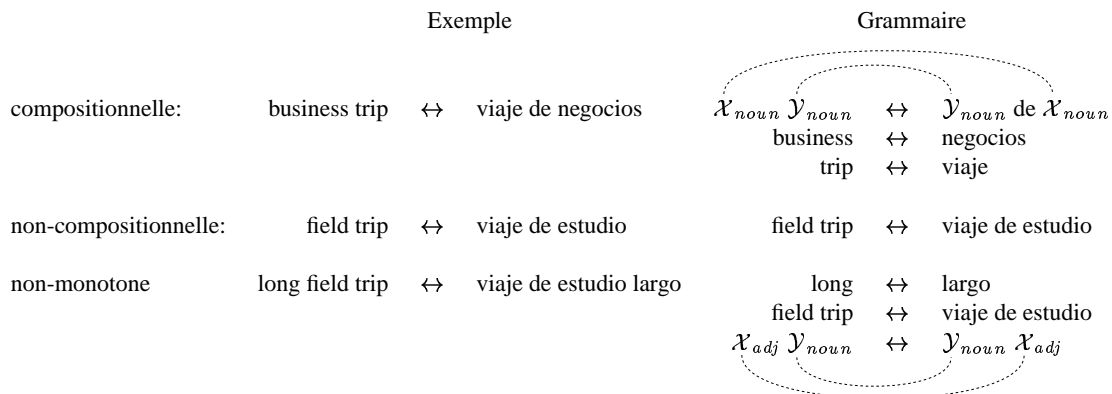 Exemple Grammaire
compositionnelle: business trip ↔ viaje de negocios 𝒳noun 𝒴noun ↔ 𝒴noun de 𝒳noun
business ↔ negocios
trip ↔ viaje
non-compositionnelle: field trip ↔ viaje de estudio field trip ↔ viaje de estudio
non-monotone long field trip ↔ viaje de estudio largo long ↔ largo
field trip ↔ viaje de estudio
𝒳adj 𝒴noun ↔ 𝒴noun 𝒳adj